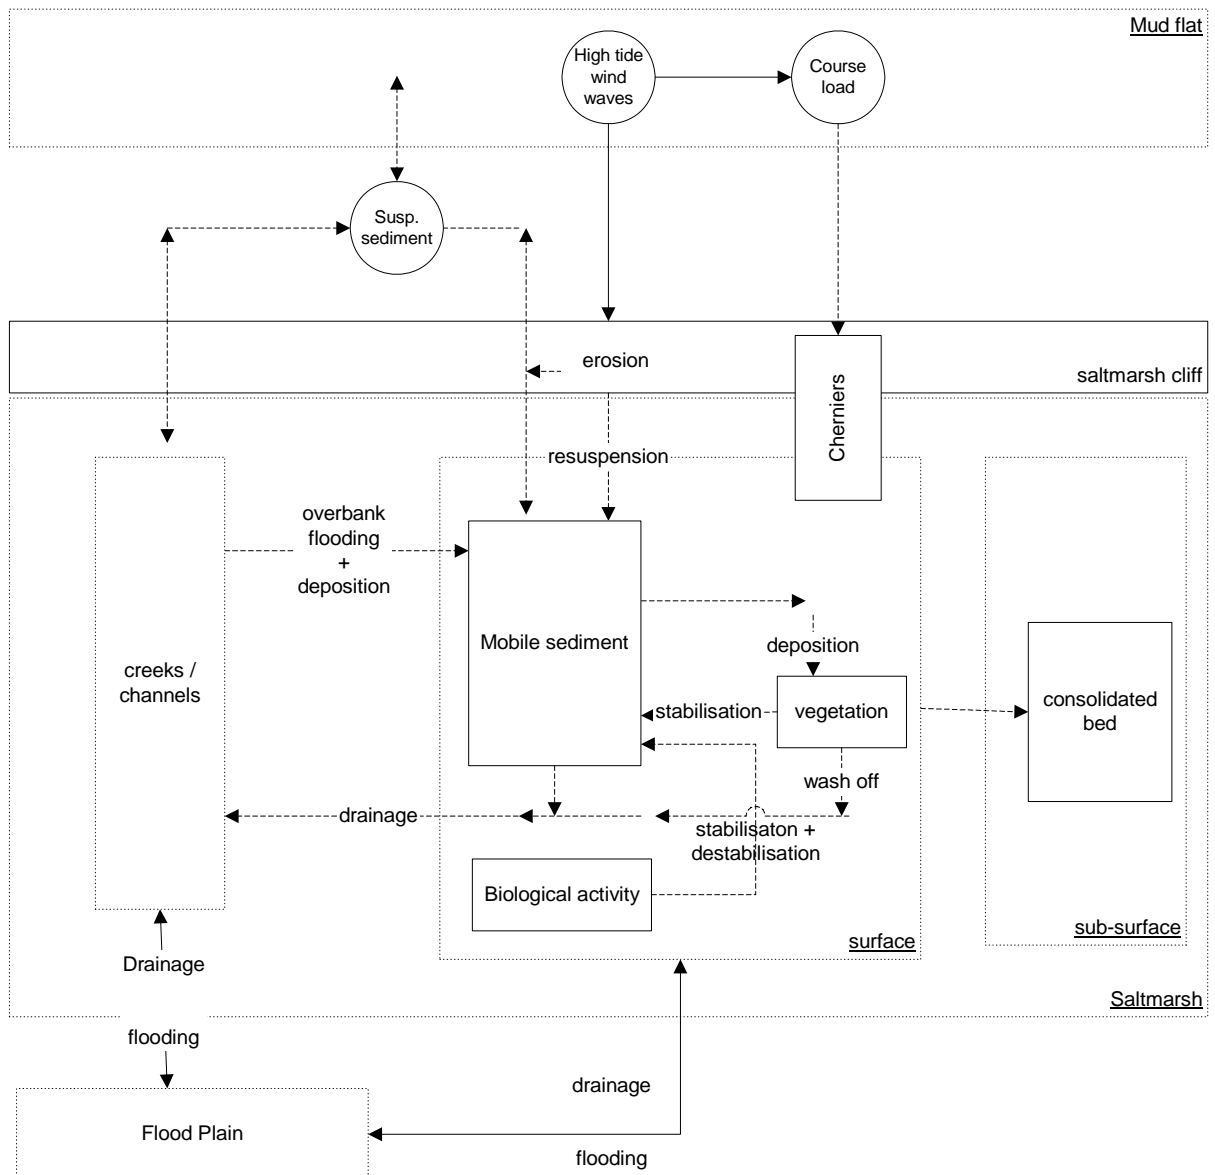 Mud flat
High tide
wind
waves
Course
load
Susp.
sediment
erosion
saltmarsh cliff
Cherniers
resuspension
overbank
flooding
+
deposition
Mobile sediment
deposition
creeks /
channels
stabilisation
vegetation
consolidated
bed
wash off
drainage
stabilisaton +
destabilisation
Biological activity
surface
sub-surface
Drainage
Saltmarsh
flooding
drainage
Flood Plain
flooding